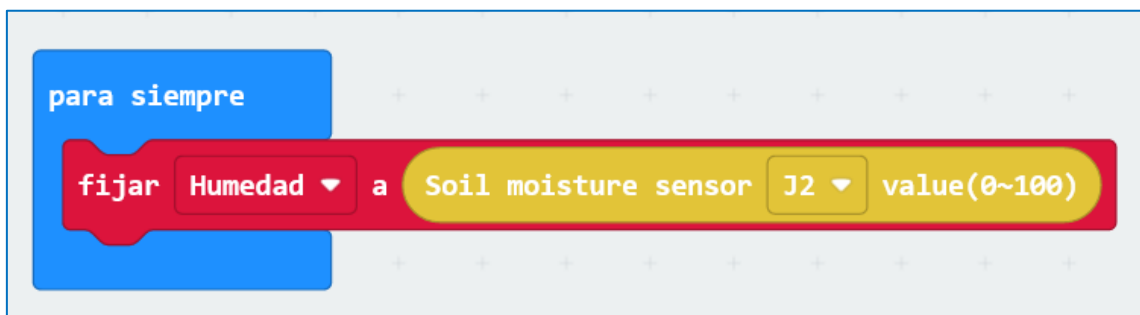 para siempre
fijar Humedad a Soil moisture sensor J2 value(0~100)